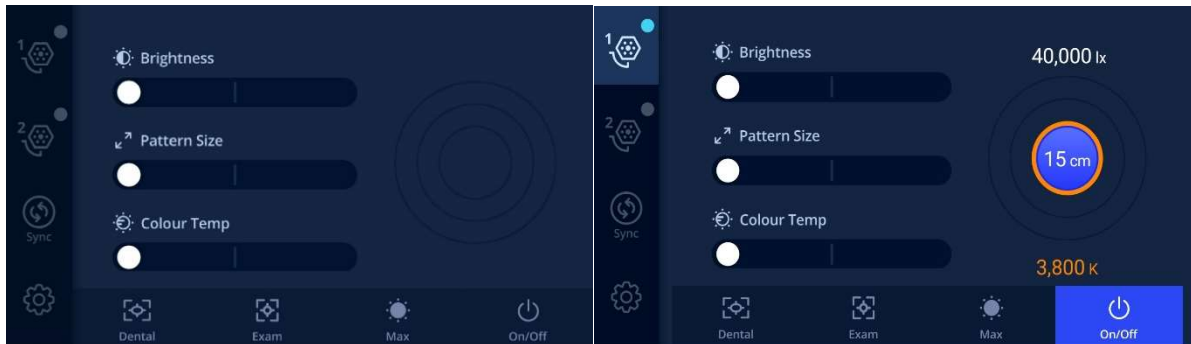 1
Brightness
2
Pattern Size
Sync
Colour Temp
Dental
Exam
Max
On/Off
1
Brightness
40,000 lx
2
Pattern Size
15 cm
Sync
Colour Temp
3,800 K
Dental
Exam
Max
On/Off